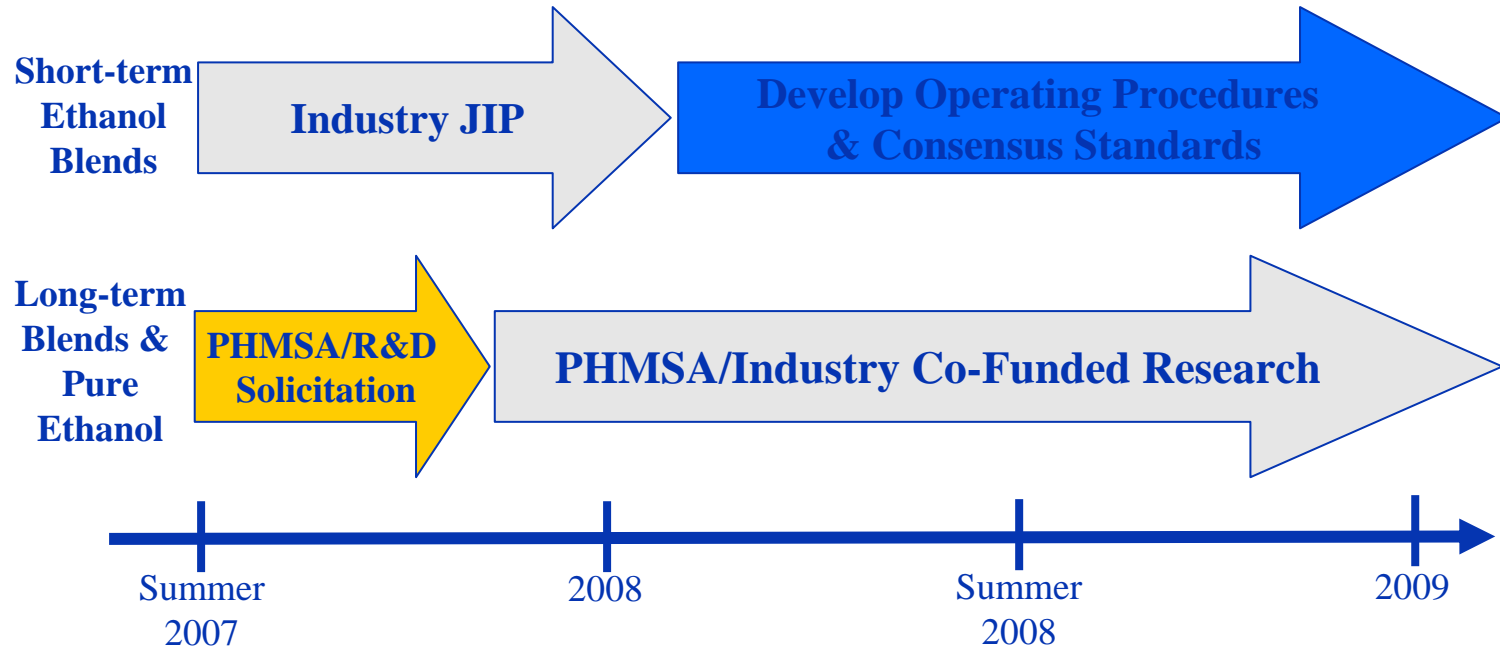 Short-term
Ethanol
Blends
Industry JIP
Develop Operating Procedures
& Consensus Standards
Long-term
Blends &
Pure
Ethanol
PHMSA/R&D
Solicitation
PHMSA/Industry Co-Funded Research
Summer
2007
2008
Summer
2008
2009